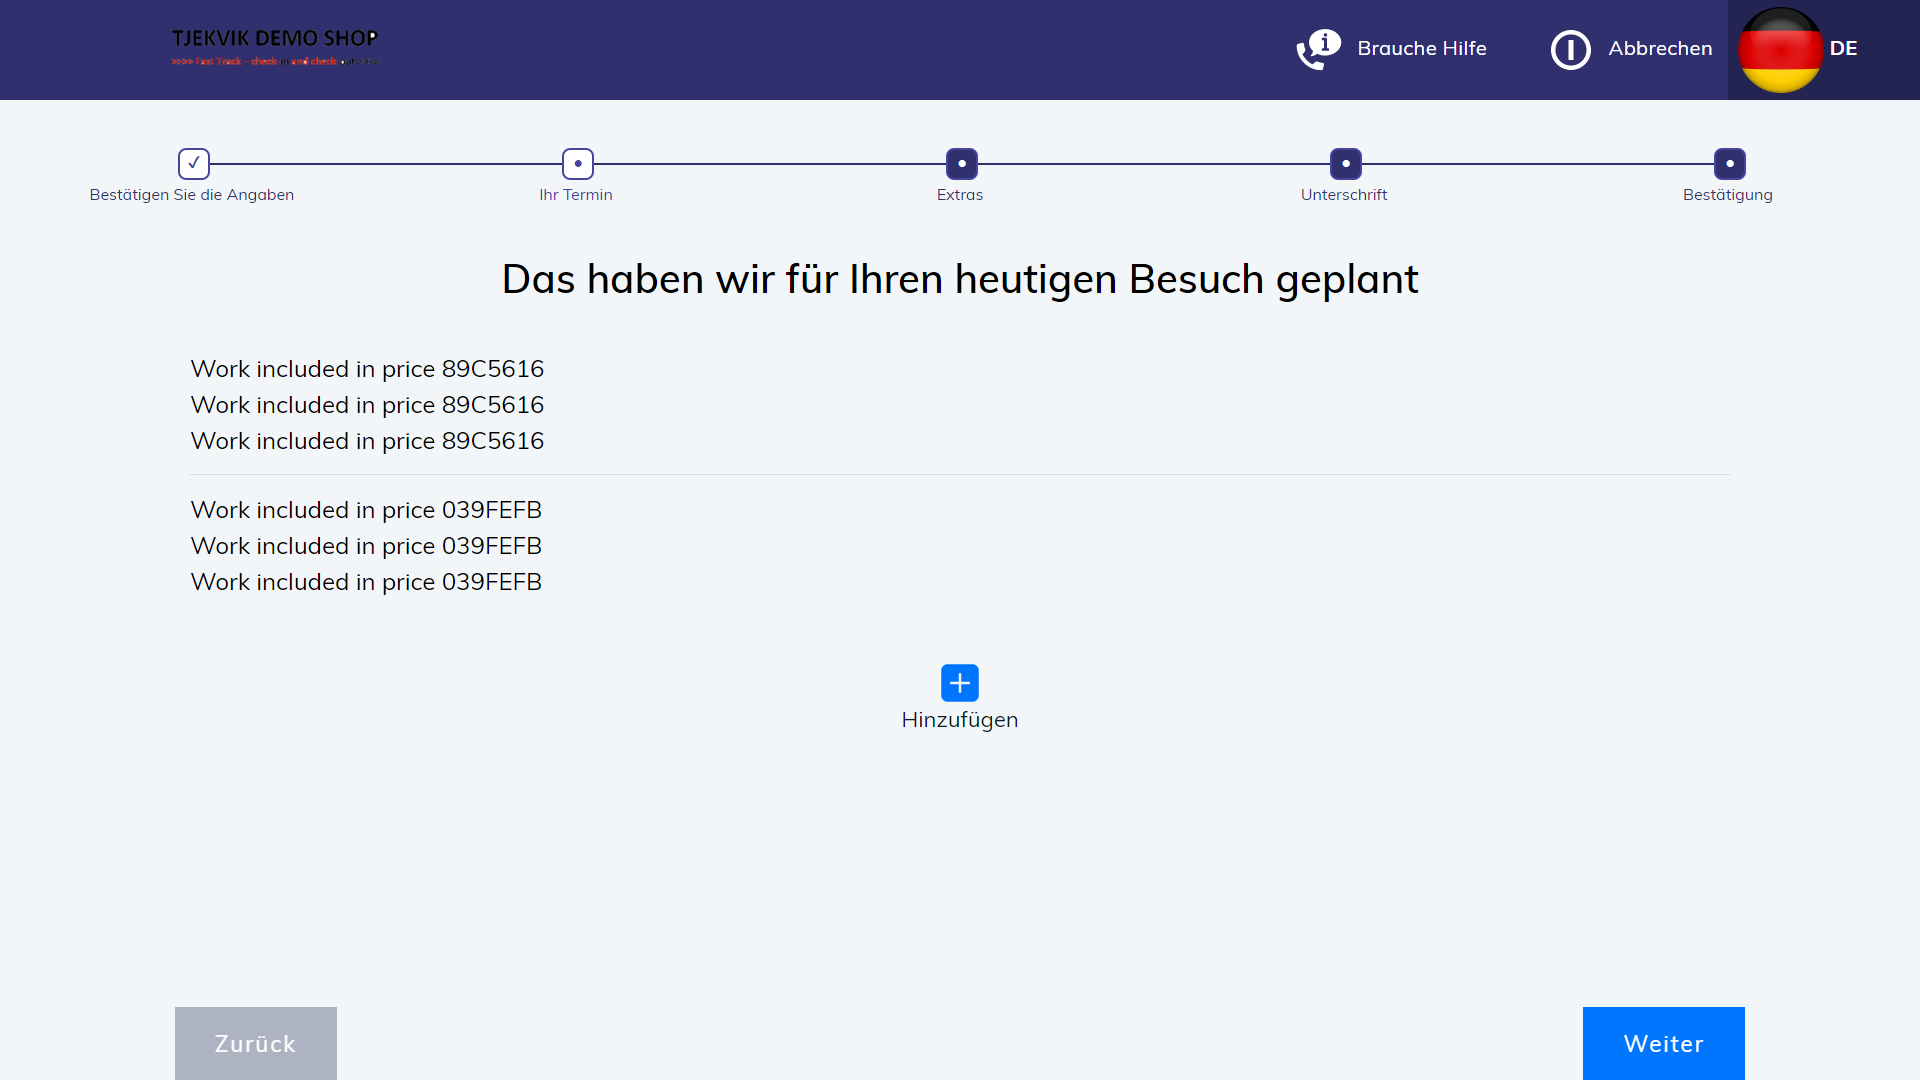 TJEKVIK DEMO SHOP
>>>> Fast Track - check in and check out >>>>
Brauche Hilfe
Abbrechen
DE
Bestätigen Sie die Angaben
Ihr Termin
Extras
Unterschrift
Bestätigung
Das haben wir für Ihren heutigen Besuch geplant
Work included in price 89C5616
Work included in price 89C5616
Work included in price 89C5616
Work included in price 039FEFB
Work included in price 039FEFB
Work included in price 039FEFB
Hinzufügen
Zurück
Weiter